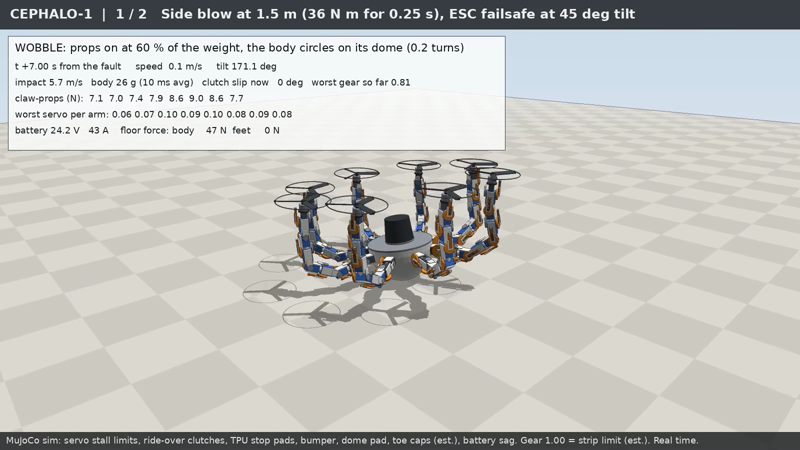 CEPHALO-1 | 1 / 2 Side blow at 1.5 m (36 N m for 0.25 s), ESC failsafe at 45 deg tilt
WOBBLE: props on at 60 % of the weight, the body circles on its dome (0.2 turns)
t +7.00 s from the fault speed 0.1 m/s tilt 171.1 deg
impact 5.7 m/s body 26 g (10 ms avg) clutch slip now 0 deg worst gear so far 0.81
claw-props (N): 7.1 7.0 7.4 7.9 8.6 9.0 8.6 7.7
worst servo per arm: 0.06 0.07 0.10 0.09 0.10 0.08 0.09 0.08
battery 24.2 V 43 A floor force: body 47 N feet 0 N
MuJoCo sim: servo stall limits, ride-over clutches, TPU stop pads, bumper, dome pad, toe caps (est.), battery sag. Gear 1.00 = strip limit (est.). Real time.